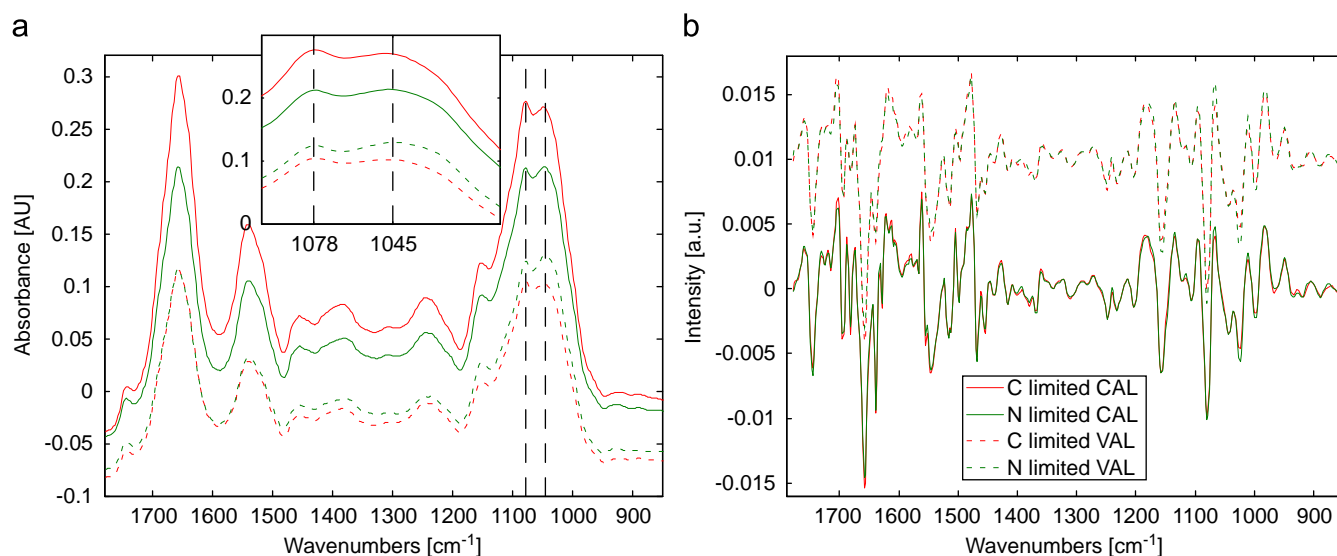 a
b
0.3
0.25
0.2
0.15
0.1
0.05
0
-0.05
-0.1
Absorbance [AU]
0.2
0.1
0
1078 1045
1700 1600 1500 1400 1300 1200 1100 1000 900
Wavenumbers [cm-1]
0.015
0.01
0.005
0
-0.005
-0.01
-0.015
Intensity [a.u.]
C limited CAL
N limited CAL
C limited VAL
N limited VAL
1700 1600 1500 1400 1300 1200 1100 1000 900
Wavenumbers [cm-1]